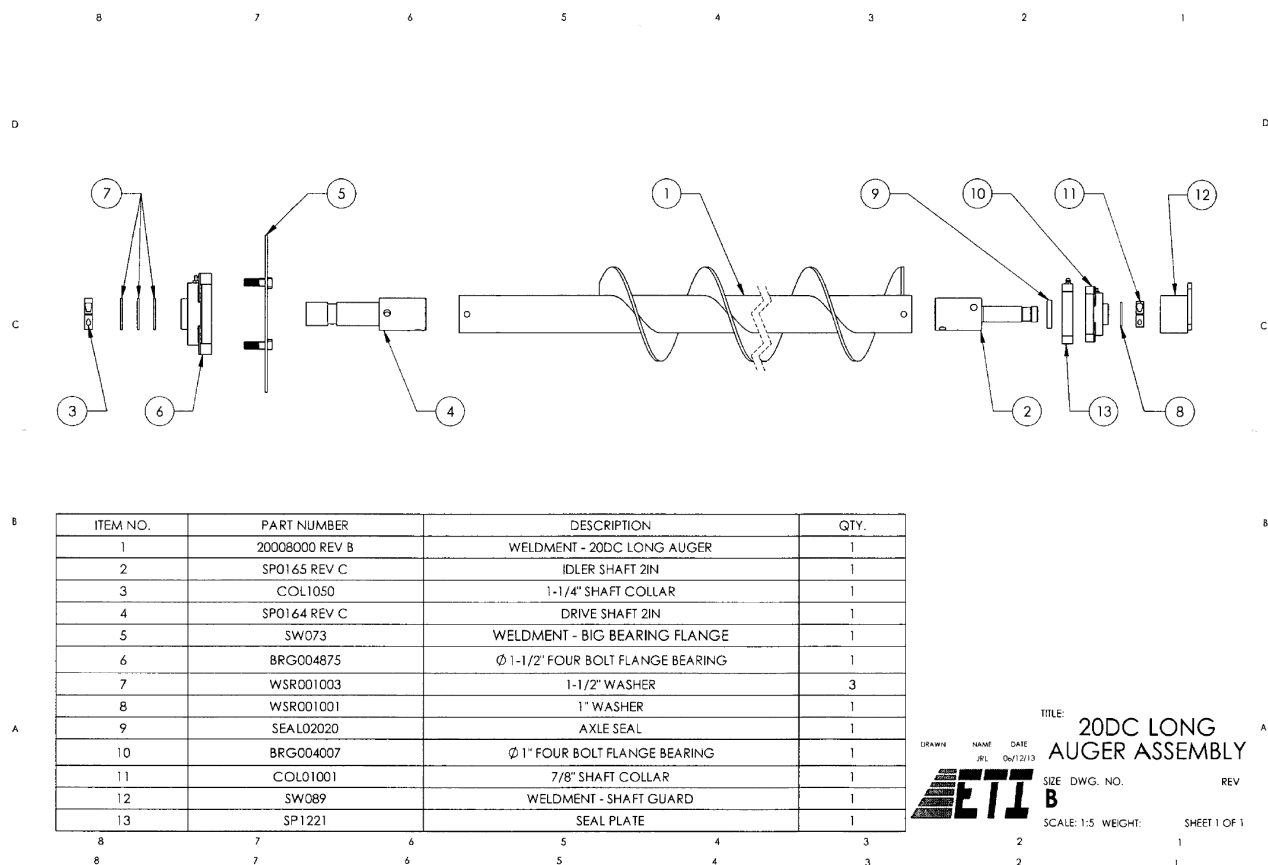 8 7 6 5 4 3 2 1
D D
7 5 1 9 10 11 12
C C
3 6 4 2 13 8
B B
ITEM NO. PART NUMBER DESCRIPTION QTY.
1 20008000 REV B WELDMENT - 20DC LONG AUGER 1
2 SP0165 REV C IDLER SHAFT 2IN 1
3 COL1050 1-1/4" SHAFT COLLAR 1
4 SP0164 REV C DRIVE SHAFT 2IN 1
5 SW073 WELDMENT - BIG BEARING FLANGE 1
6 BRG004875 Ø 1-1/2" FOUR BOLT FLANGE BEARING 1
7 WSR001003 1-1/2" WASHER 3
8 WSR001001 1" WASHER 1
9 SEAL02020 AXLE SEAL 1
10 BRG004007 Ø 1" FOUR BOLT FLANGE BEARING 1
11 COL01001 7/8" SHAFT COLLAR 1
12 SW089 WELDMENT - SHAFT GUARD 1
13 SP1221 SEAL PLATE 1
A A
TITLE:
20DC LONG
AUGER ASSEMBLY
DRAWN NAME DATE
JRL 06/12/13
ETI
SIZE DWG. NO. REV
B
SCALE: 1:5 WEIGHT: SHEET 1 OF 1
8 7 6 5 4 3 2 1
8 7 6 5 4 3 2 1